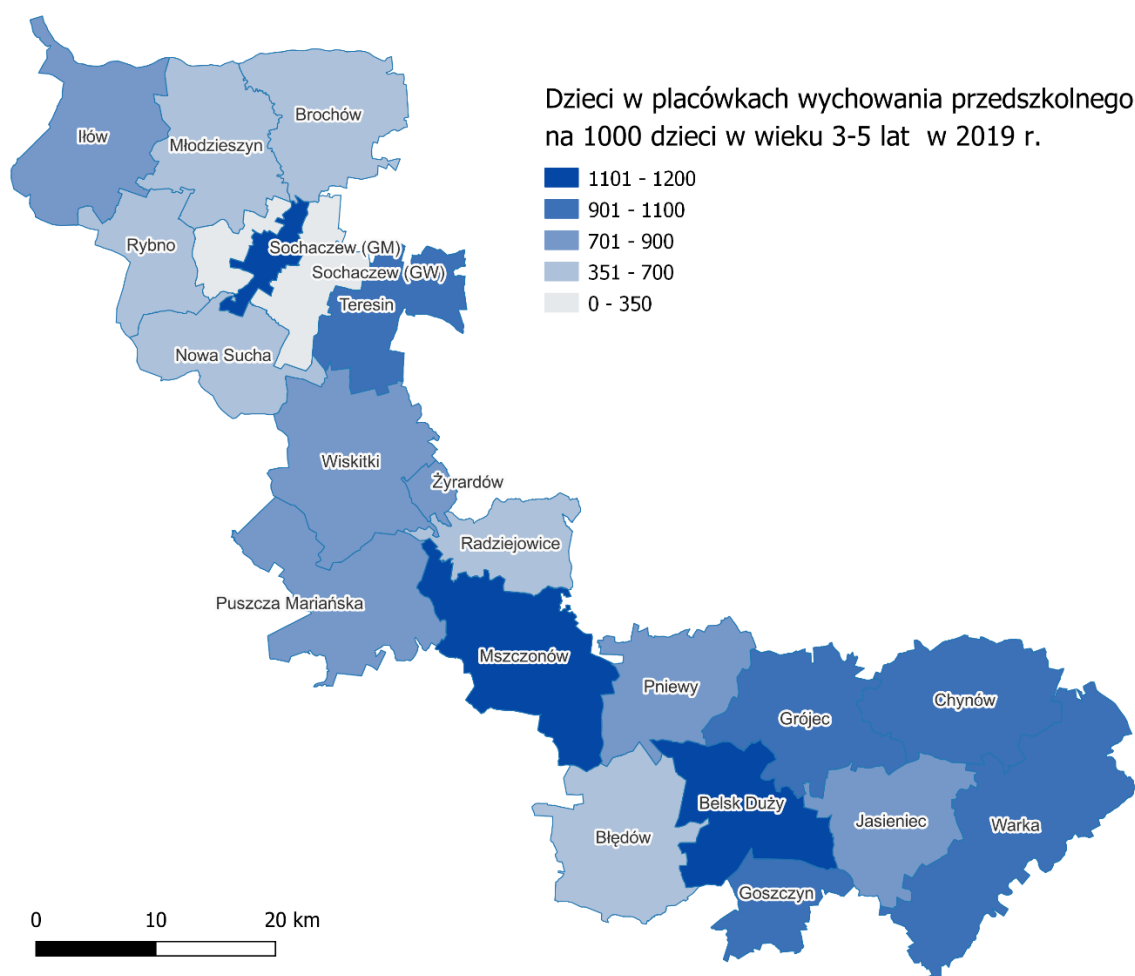 Dzieci w placówkach wychowania przedszkolnego
na 1000 dzieci w wieku 3-5 lat w 2019 r.
1101 - 1200
901 - 1100
701 - 900
351 - 700
0 - 350
Iłów
Młodzieszyn
Brochów
Rybno
Sochaczew (GM)
Sochaczew (GW)
Teresin
Nowa Sucha
Wiskitki
Żyrardów
Radziejowice
Puszcza Mariańska
Mszczonów
Pniewy
Grójec
Chynów
Belsk Duży
Błędów
Jasieniec
Warka
Goszczyn
0 10 20 km